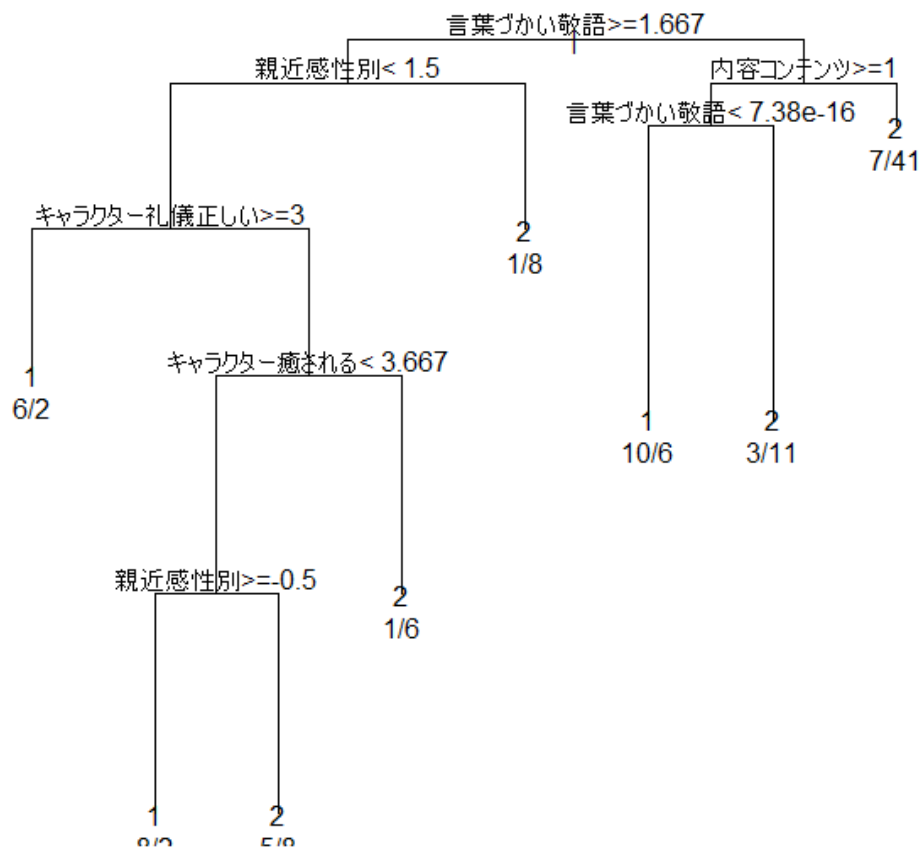 言葉づかい敬語>=1.667
親近感性別< 1.5
内容コンテンツ>=1
言葉づかい敬語< 7.38e-16
2
7/41
キャラクター礼儀正しい>=3
2
1/8
キャラクター癒される< 3.667
1
6/2
1
10/6
2
3/11
親近感性別>=-0.5
2
1/6
1
2